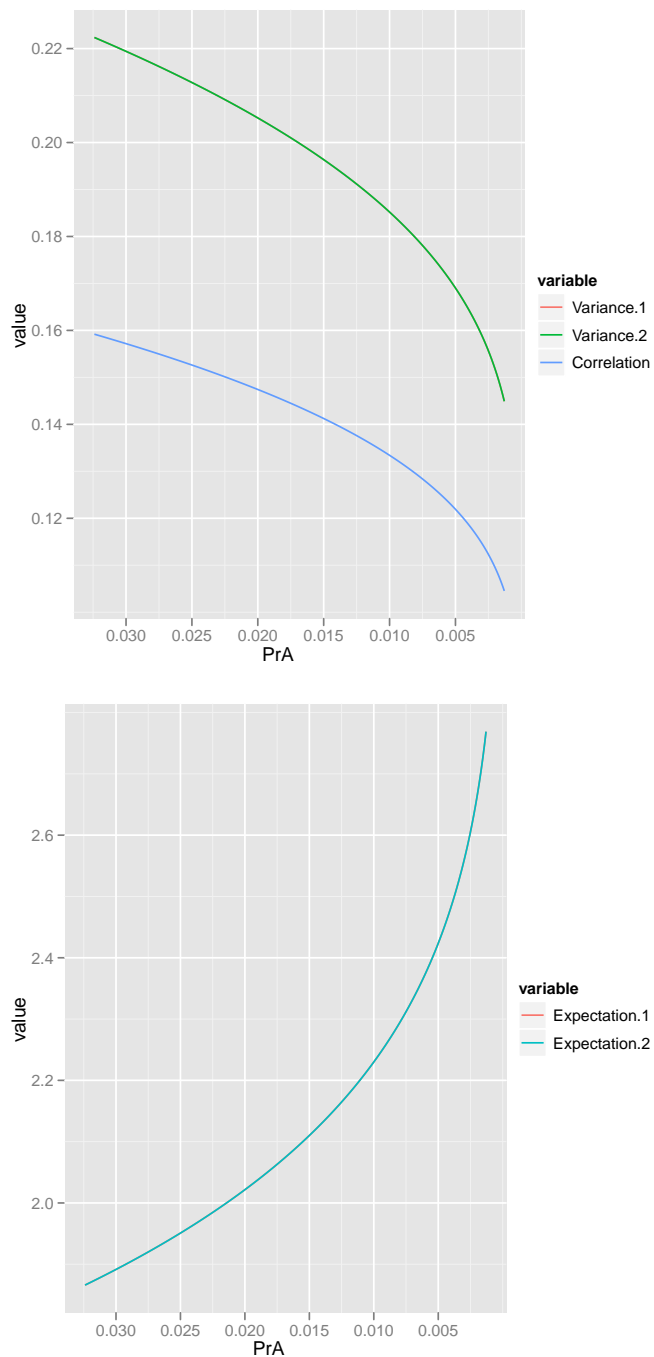 0.22
0.20
0.18
0.16
0.14
0.12
value
0.030 0.025 0.020 0.015 0.010 0.005
PrA
variable
Variance.1
Variance.2
Correlation
2.6
2.4
2.2
2.0
value
0.030 0.025 0.020 0.015 0.010 0.005
PrA
variable
Expectation.1
Expectation.2